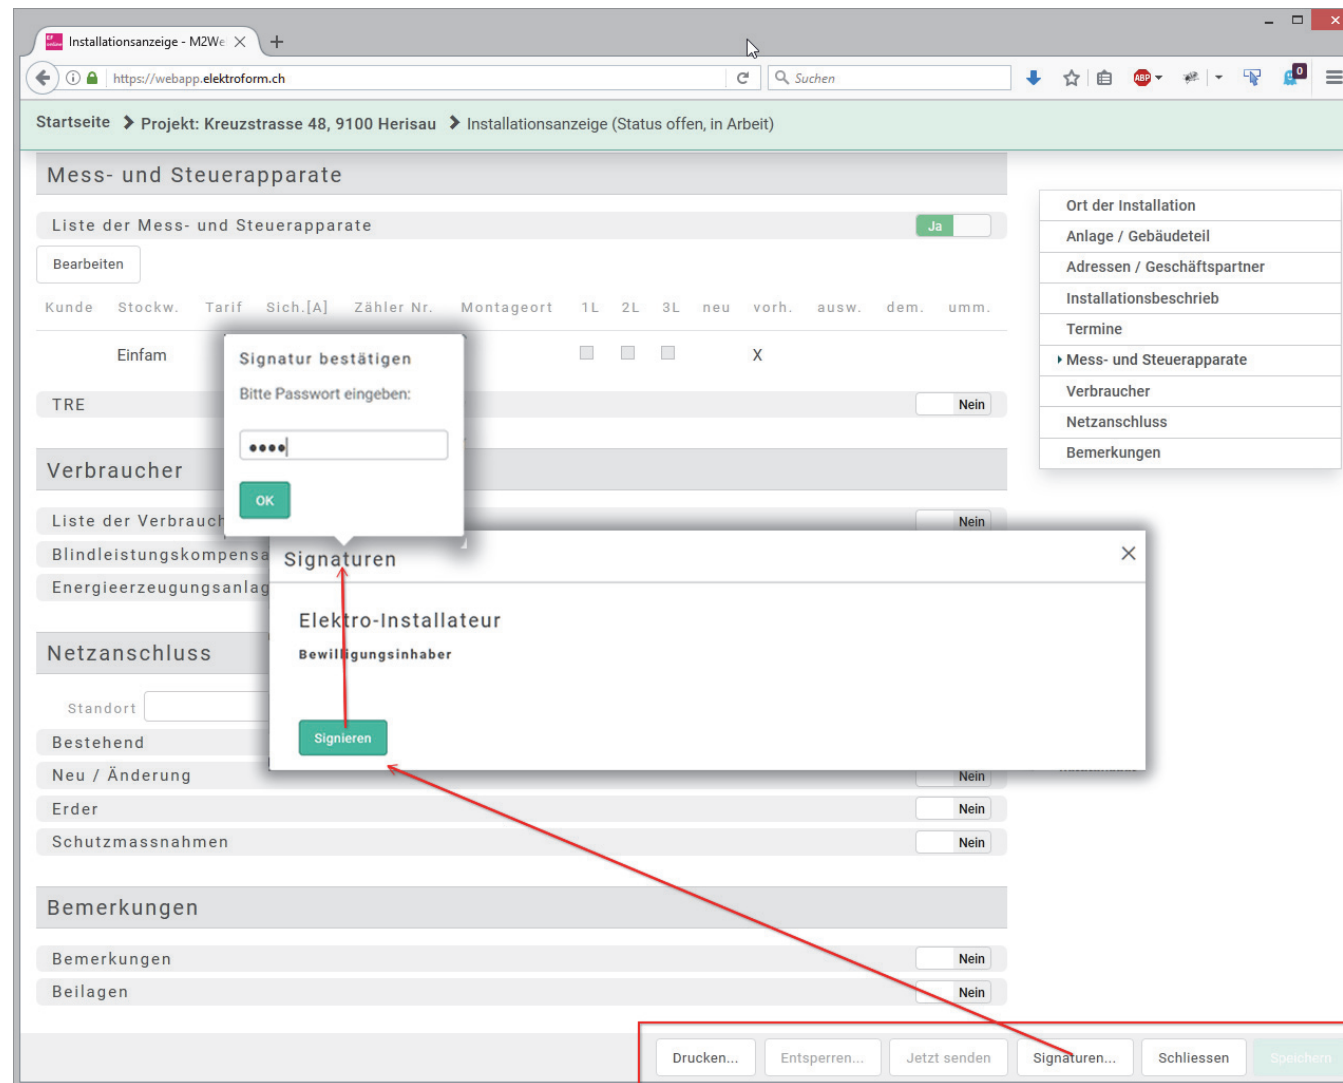 Installationsanzeige - M2We
https://webapp.elektroform.ch
Suchen
ABP
0
Startseite Projekt: Kreuzstrasse 48, 9100 Herisau Installationsanzeige (Status offen, in Arbeit)
Mess- und Steuerapparate
Liste der Mess- und Steuerapparate Ja
Bearbeiten
Kunde Stockw. Tarif Sich.[A] Zähler Nr. Montageort 1L 2L 3L neu vorh. ausw. dem. umm.
Einfam X
TRE Nein
Signatur bestätigen
Bitte Passwort eingeben:
OK
Verbraucher
Liste der Verbrauch Nein
Blindleistungskompensa
Energieerzeugungsanlag
Signaturen
Elektro-Installateur
Bewilligungsinhaber
Signieren
Netzanschluss
Standort
Bestehend
Neu / Änderung Nein
Erder Nein
Schutzmassnahmen Nein
Bemerkungen
Bemerkungen Nein
Beilagen Nein
Ort der Installation
Anlage / Gebäudeteil
Adressen / Geschäftspartner
Installationsbeschrieb
Termine
Mess- und Steuerapparate
Verbraucher
Netzanschluss
Bemerkungen
Drucken... Entsperren... Jetzt senden Signaturen... Schliessen Speichern